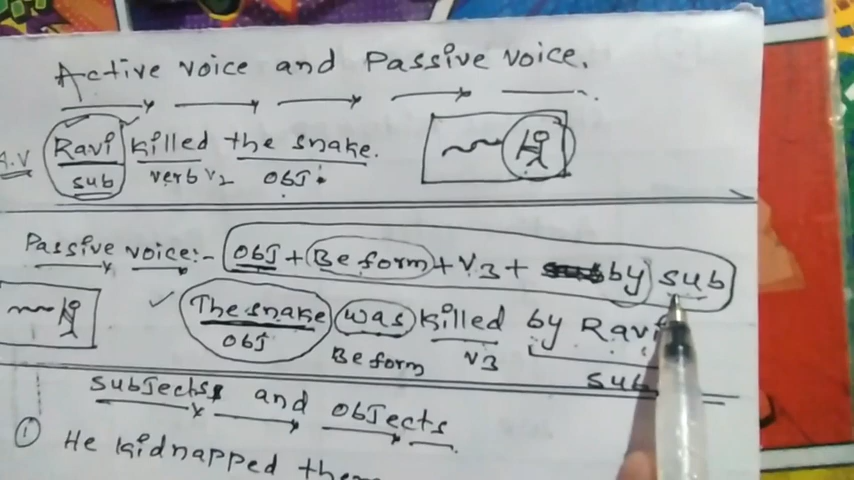 Active voice and Passive voice.
A.V Ravi killed the snake.
sub verb v2 obj.
Passive voice:- obj + Be form + V3 + by sub
The snake was killed by Ravi
obj Be form V3 sub
subjects and objects
① He kidnapped them